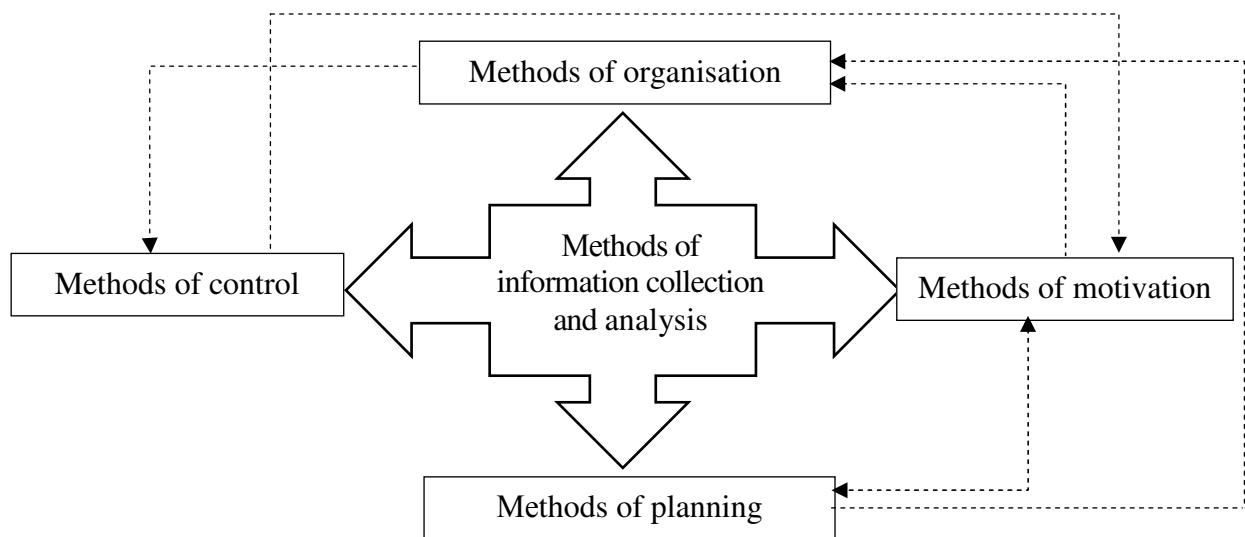 Methods of organisation
Methods of
information collection
and analysis
Methods of control
Methods of motivation
Methods of planning